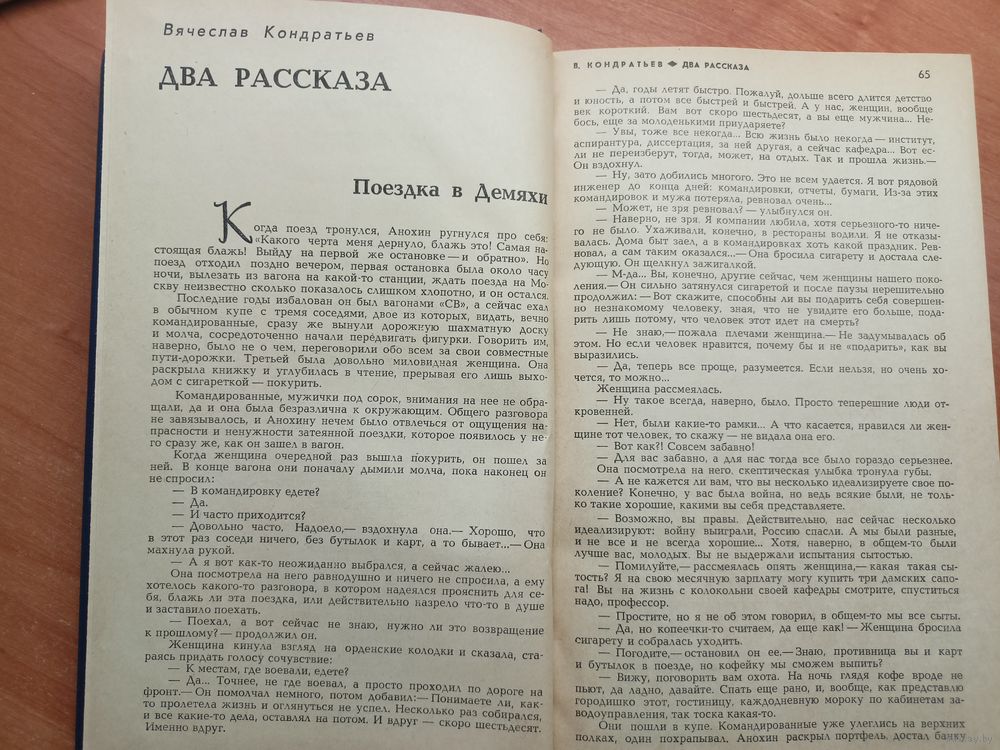 Вячеслав Кондратьев
ДВА РАССКАЗА
Поездка в Демяхи
Когда поезд тронулся, Анохин ругнулся про себя:
«Какого черта меня дернуло, блажь это! Самая на-
стоящая блажь! Выйду на первой же остановке — и обратно». Но
поезд отходил поздно вечером, первая остановка была около часу
ночи, вылезать из вагона на какой-то станции, ждать поезда на Мо-
скву неизвестно сколько показалось слишком хлопотно, и он остался.
Последние годы избалован он был вагонами «СВ», а сейчас ехал
в обычном купе с тремя соседями, двое из которых, видать, вечно
командированные, сразу же вынули дорожную шахматную доску
и молча, сосредоточенно начали передвигать фигурки. Говорить им,
наверно, было не о чем, переговорили обо всем за свои совместные
пути-дорожки. Третьей была довольно миловидная женщина. Она
раскрыла книжку и углубилась в чтение, прерывая его лишь выхо-
дом с сигареткой — покурить.
Командированные, мужички под сорок, внимания на нее не обра-
щали, да и она была безразлична к окружающим. Общего разговора
не завязывалось, и Анохину нечем было отвлечься от ощущения на-
прасности и ненужности затеянной поездки, которое появилось у не-
го сразу же, как он зашел в вагон.
Когда женщина очередной раз вышла покурить, он пошел за
ней. В конце вагона они поначалу дымили молча, пока наконец он
не спросил:
— В командировку едете?
— Да.
— И часто приходится?
— Довольно часто. Надоело,— вздохнула она.— Хорошо, что
в этот раз соседи ничего, без бутылок и карт, а то бывает...— Она
махнула рукой.
— А я вот как-то неожиданно выбрался, а сейчас жалею...
Она посмотрела на него равнодушно и ничего не спросила, а ему
хотелось какого-то разговора, в котором надеялся прояснить для се-
бя, блажь ли эта поездка, или действительно назрело что-то в душе
и заставило поехать.
— Поехал, а вот сейчас не знаю, нужно ли это возвращение
к прошлому? — продолжил он.
Женщина кинула взгляд на орденские колодки и сказала, ста-
раясь придать голосу сочувствие:
— К местам, где воевали, едете?
— Да... Точнее, не где воевал, а просто проходил по дороге на
фронт.— Он помолчал немного, потом добавил:— Понимаете ли, как-
то пролетела жизнь и оглянуться не успел. Несколько раз собирался,
и все какие-то дела, оставлял на потом. И вдруг — скоро шестьдесят.
Именно вдруг.
В. КОНДРАТЬЕВ ◆ ДВА РАССКАЗА
65
— Да, годы летят быстро. Пожалуй, дольше всего длится детство
и юность, а потом все быстрей и быстрей. А у нас, женщин, вообще
век короткий. Вам вот скоро шестьдесят, а вы еще мужчина... Не-
бось, еще за молоденькими приударяете?
— Увы, тоже все некогда... Всю жизнь было некогда — институт,
аспирантура, диссертация, за ней другая, а сейчас кафедра... Вот ес-
ли не переизберут, тогда, может, на отдых. Так и прошла жизнь.—
Он вздохнул.
— Ну, зато добились многого. Это не всем удается. Я вот рядовой
инженер до конца дней: командировки, отчеты, бумаги. Из-за этих
командировок и мужа потеряла, ревновал очень...
— Может, не зря ревновал? — улыбнулся он.
— Наверно, не зря. Я компании любила, хотя серьезного-то ниче-
го не было. Ухаживали, конечно, в рестораны водили. Я не отказы-
валась. Дома быт заел, а в командировках хоть какой праздник. Рев-
новал, а сам таким оказался...— Она бросила сигарету и достала сле-
дующую. Он щелкнул зажигалкой.
— М-да... Вы, конечно, другие сейчас, чем женщины нашего поко-
ления.— Он сильно затянулся сигаретой и после паузы нерешительно
продолжил: — Вот скажите, способны ли вы подарить себя совершен-
но незнакомому человеку, зная, что не увидите его больше, пода-
рить лишь потому, что человек этот идет на смерть?
— Не знаю,— пожала плечами женщина.— Не задумывалась об
этом. Но если человек нравится, почему бы и не «подарить», как вы
выразились.
— Да, теперь все проще, разумеется. Если нельзя, но очень хо-
чется, то можно...
Женщина рассмеялась.
— Ну такое всегда, наверно, было. Просто теперешние люди от-
кровенней.
— Нет, были какие-то рамки... А что касается, нравился ли жен-
щине тот человек, то скажу — не видала она его.
— Вот как?! Совсем забавно!
— Для вас забавно, а для нас тогда все было гораздо серьезнее.
Она посмотрела на него, скептическая улыбка тронула губы.
— А не кажется ли вам, что вы несколько идеализируете свое по-
коление? Конечно, у вас была война, но ведь всякие были, не толь-
ко такие хорошие, какими вы себя представляете.
— Возможно, вы правы. Действительно, нас сейчас несколько
идеализируют: войну выиграли, Россию спасли. А мы были разные,
и не все и не всегда хорошие... Хотя, наверно, в общем-то были
лучше вас, молодых. Вы не выдержали испытания сытостью.
— Помилуйте,— рассмеялась опять женщина,— какая такая сы-
тость? Я на свою месячную зарплату могу купить три дамских сапо-
га! Вы на жизнь с колокольни своей кафедры смотрите, спуститься
надо, профессор.
— Простите, но я не об этом говорил, в общем-то мы все сыты.
— Да, но копеечки-то считаем, да еще как! — Женщина бросила
сигарету и собралась уходить.
— Погодите,— остановил он ее.— Знаю, противница вы и карт
и бутылок в поезде, но кофейку мы сможем выпить?
— Вижу, поговорить вам охота. На ночь глядя кофе вроде не
пьют, да ладно, давайте. Спать еще рано, и, вообще, как представлю
городишко этот, гостиницу, каждодневную мороку по кабинетам за-
водоуправления, так тоска какая-то.
Они пошли в купе. Командированные уже улеглись на верхних
полках, один похрапывал. Анохин раскрыл портфель, достал банку